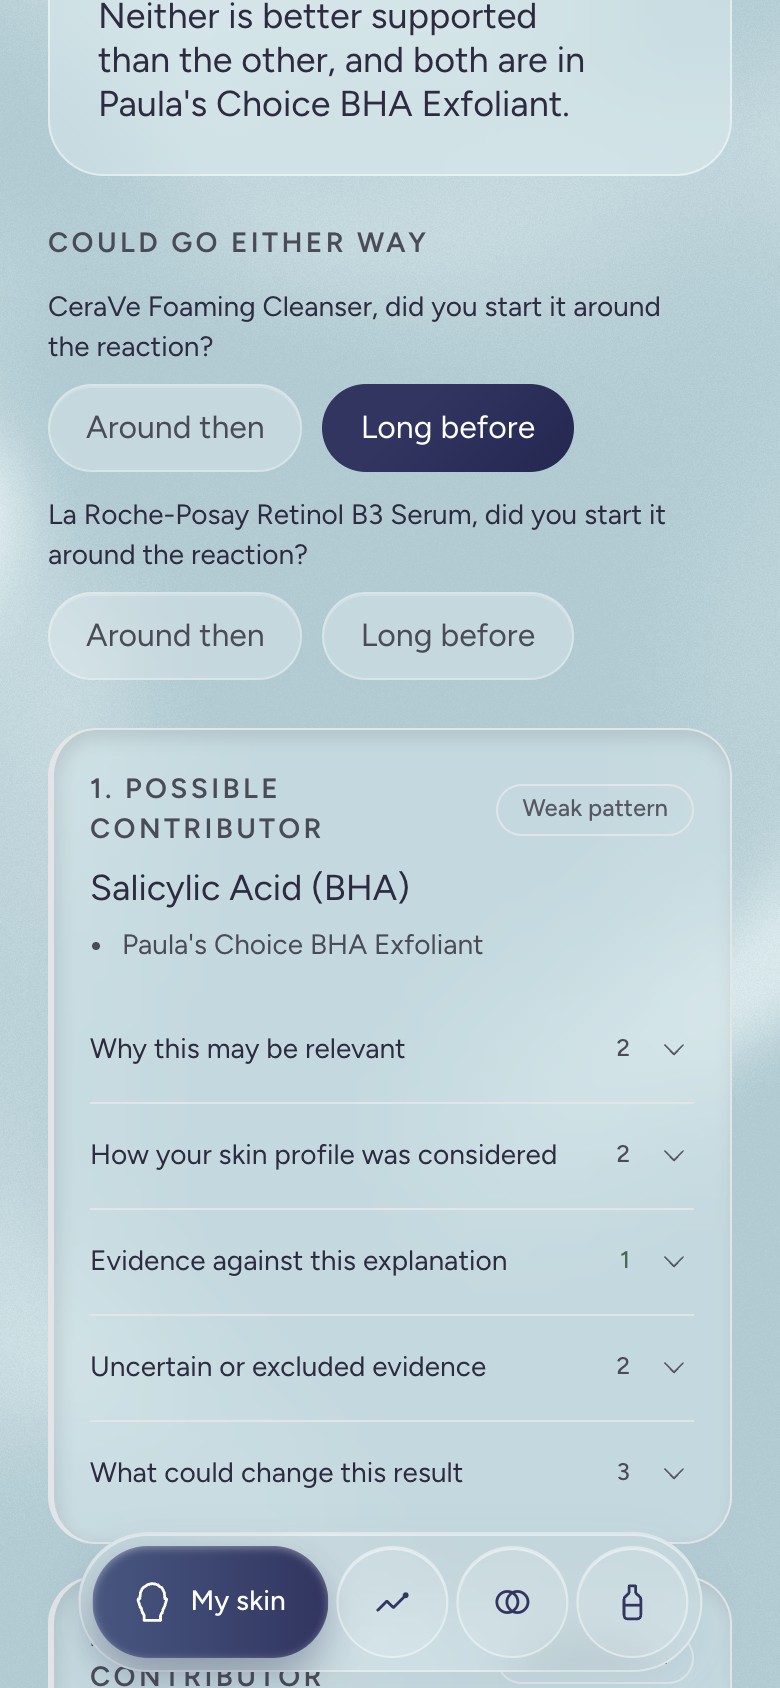 Neither is better supported
than the other, and both are in
Paula's Choice BHA Exfoliant.
COULD GO EITHER WAY
CeraVe Foaming Cleanser, did you start it around
the reaction?
Around then
Long before
La Roche-Posay Retinol B3 Serum, did you start it
around the reaction?
Around then
Long before
1. POSSIBLE
CONTRIBUTOR
Weak pattern
Salicylic Acid (BHA)
• Paula's Choice BHA Exfoliant
Why this may be relevant 2
How your skin profile was considered 2
Evidence against this explanation 1
Uncertain or excluded evidence 2
What could change this result 3
My skin
CONTRIBUTOR